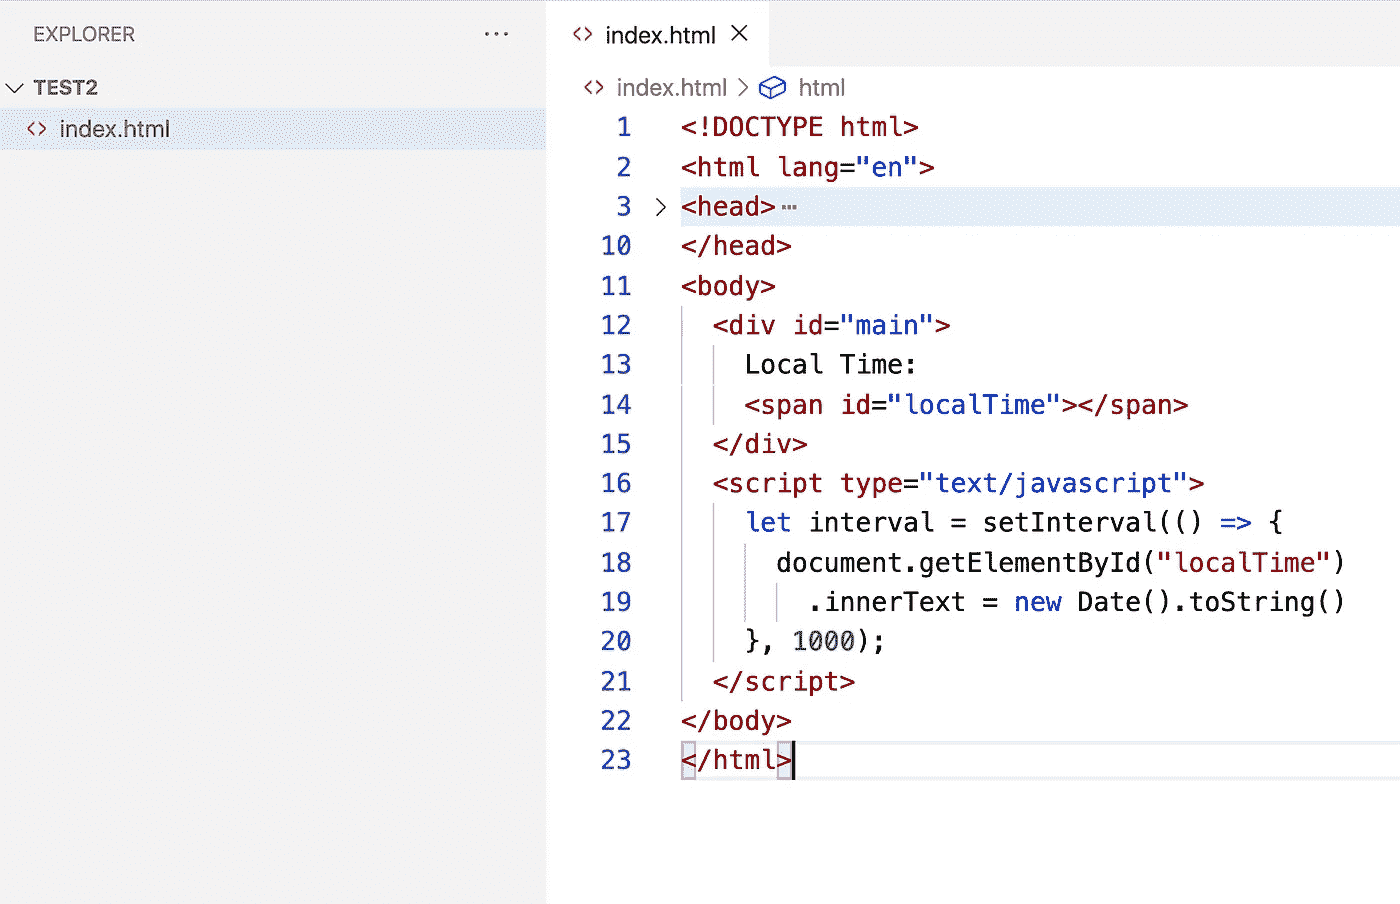 EXPLORER ...
index.html
TEST2
index.html > html
index.html
1 <!DOCTYPE html>
2 <html lang="en">
3 <head>...
10 </head>
11 <body>
12 <div id="main">
13 Local Time:
14 <span id="localTime"></span>
15 </div>
16 <script type="text/javascript">
17 let interval = setInterval(() => {
18 document.getElementById("localTime")
19 .innerText = new Date().toString()
20 }, 1000);
21 </script>
22 </body>
23 </html>